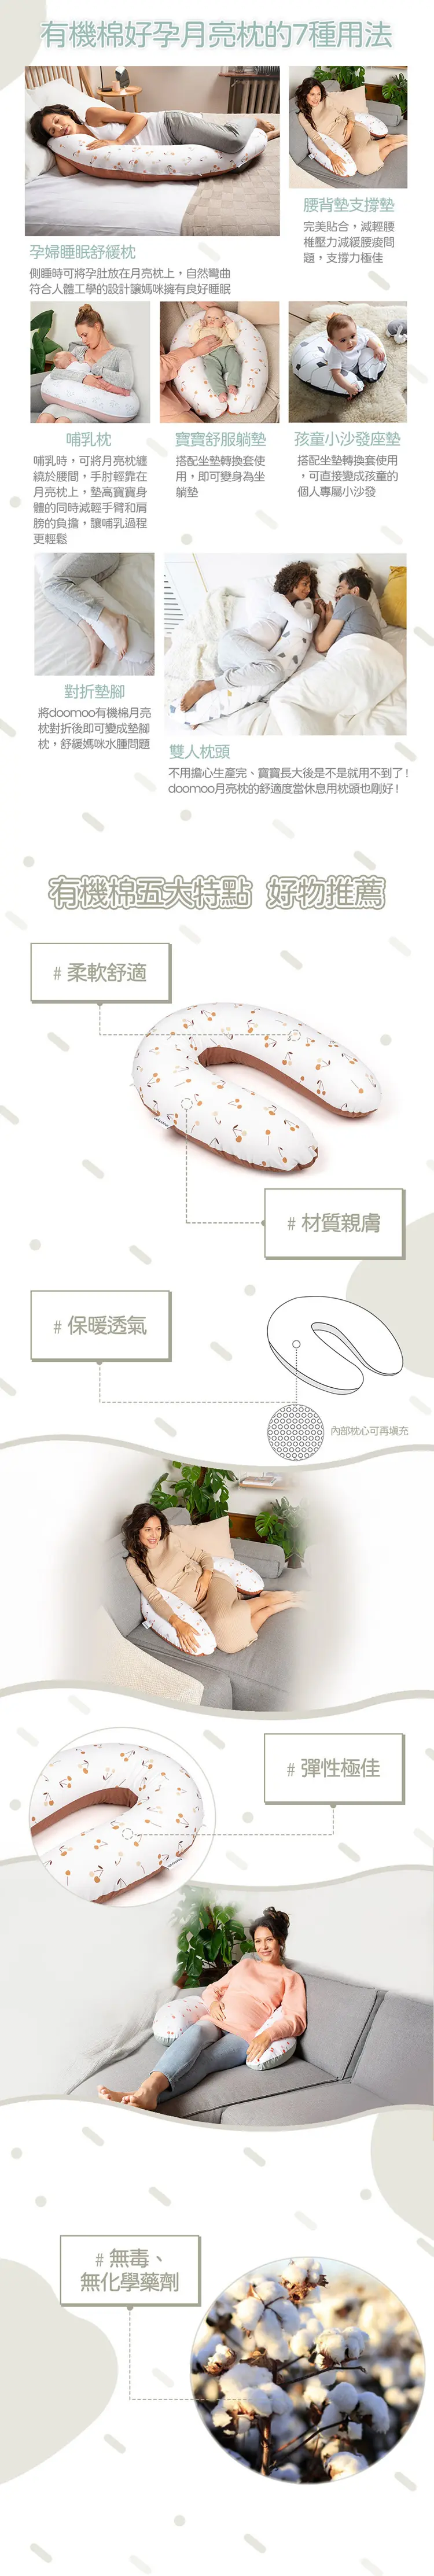 有機棉好孕月亮枕的7種用法
孕婦睡眠舒緩枕
側睡時可將孕肚放在月亮枕上，自然彎曲
符合人體工學的設計讓媽咪擁有良好睡眠
腰背墊支撐墊
完美貼合，減輕腰
椎壓力減緩腰痠問
題，支撐力極佳
哺乳枕
哺乳時，可將月亮枕纏
繞於腰間，手肘輕靠在
月亮枕上，墊高寶寶身
體的同時減輕手臂和肩
膀的負擔，讓哺乳過程
更輕鬆
寶寶舒服躺墊
搭配坐墊轉換套使
用，即可變身為坐
躺墊
孩童小沙發座墊
搭配坐墊轉換套使用
，可直接變成孩童的
個人專屬小沙發
對折墊腳
將doomoo有機棉月亮
枕對折後即可變成墊腳
枕，舒緩媽咪水腫問題
雙人枕頭
不用擔心生產完、寶寶長大後是不是就用不到了！
doomoo月亮枕的舒適度當休息用枕頭也剛好！
有機棉五大特點 好物推薦
# 柔軟舒適
# 材質親膚
# 保暖透氣
內部枕心可再填充
# 彈性極佳
# 無毒、
無化學藥劑